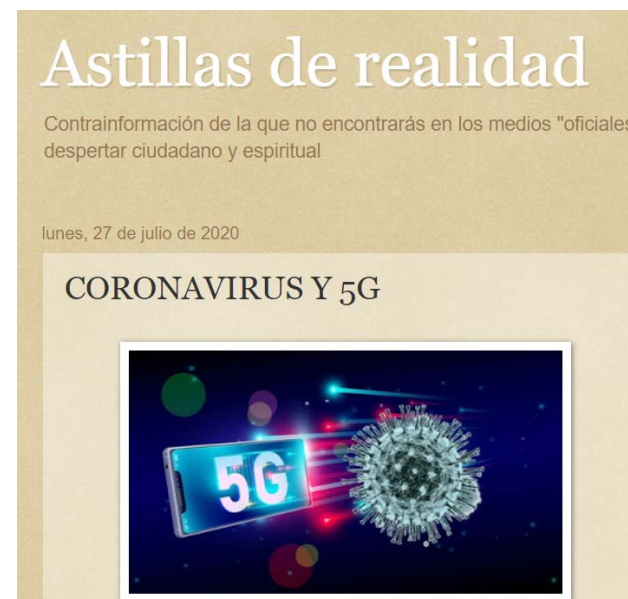 Astillas de realidad
Contrainformación de la que no encontrarás en los medios "oficiales
despertar ciudadano y espiritual
lunes, 27 de julio de 2020
CORONAVIRUS Y 5G
5G